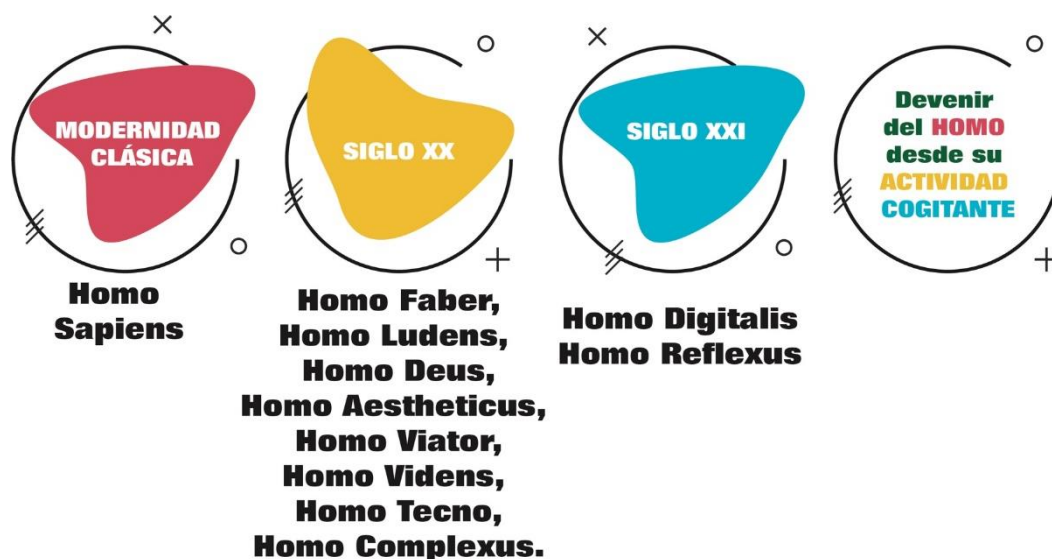 MODERNIDAD
CLÁSICA
Homo
Sapiens
SIGLO XX
Homo Faber,
Homo Ludens,
Homo Deus,
Homo Aestheticus,
Homo Viator,
Homo Videns,
Homo Tecno,
Homo Complexus.
SIGLO XXI
Homo Digitalis
Homo Reflexus
Devenir
del HOMO
desde su
ACTIVIDAD
COGITANTE